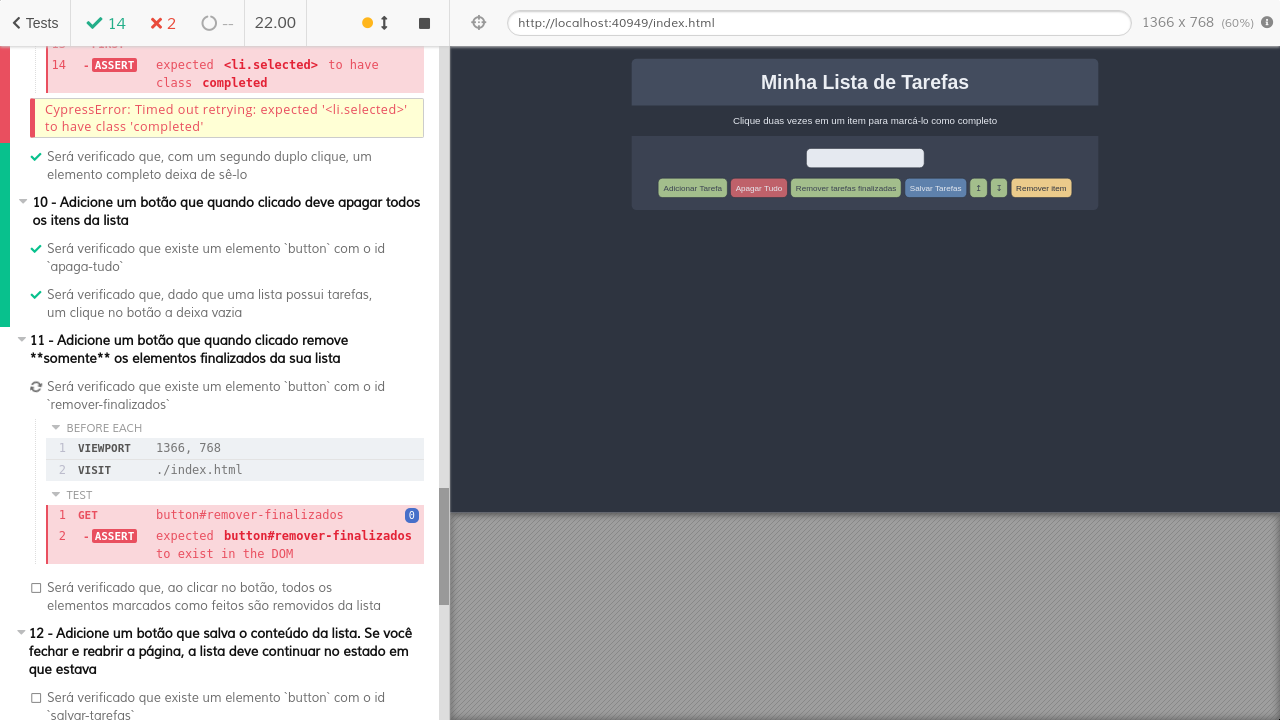 Tests
14
2
--
22.00
http://localhost:40949/index.html
1366 x 768 (60%)
14 - ASSERT expected <li.selected> to have
class completed
CypressError: Timed out retrying: expected '<li.selected>'
to have class 'completed'
Será verificado que, com um segundo duplo clique, um
elemento completo deixa de sê-lo
10 - Adicione um botão que quando clicado deve apagar todos
os itens da lista
Será verificado que existe um elemento `button` com o id
`apaga-tudo`
Será verificado que, dado que uma lista possui tarefas,
um clique no botão a deixa vazia
11 - Adicione um botão que quando clicado remove
**somente** os elementos finalizados da sua lista
Será verificado que existe um elemento `button` com o id
`remover-finalizados`
BEFORE EACH
1 VIEWPORT 1366, 768
2 VISIT ./index.html
TEST
1 GET button#remover-finalizados 0
2 - ASSERT expected button#remover-finalizados
to exist in the DOM
Será verificado que, ao clicar no botão, todos os
elementos marcados como feitos são removidos da lista
12 - Adicione um botão que salva o conteúdo da lista. Se você
fechar e reabrir a página, a lista deve continuar no estado em
que estava
Será verificado que existe um elemento `button` com o id
`salvar-tarefas`
Minha Lista de Tarefas
Clique duas vezes em um item para marcá-lo como completo
Adicionar Tarefa Apagar Tudo Remover tarefas finalizadas Salvar Tarefas ↥ ↧ Remover item